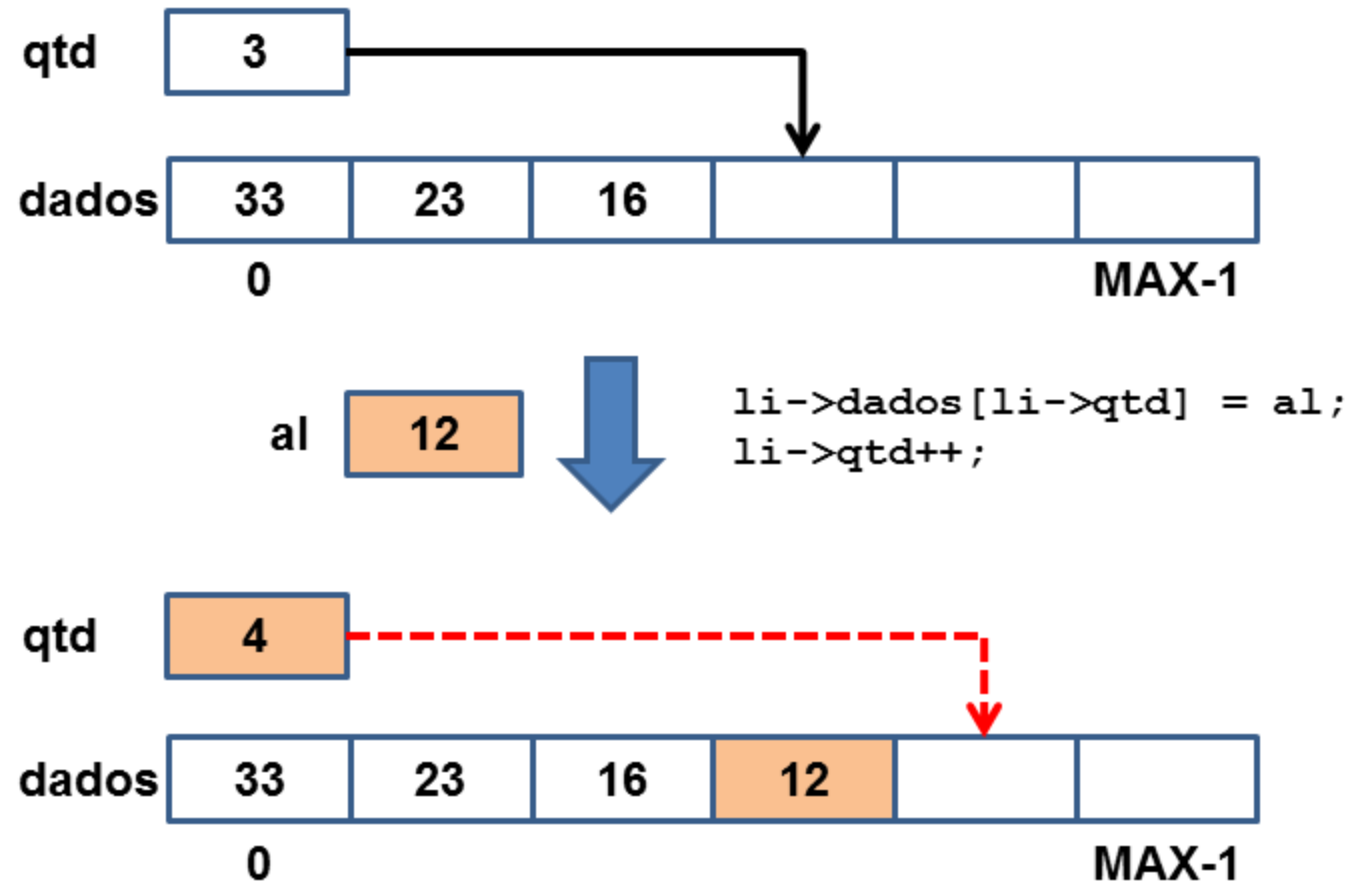 qtd 3
dados 33 23 16
0 MAX-1
al 12
li->dados[li->qtd] = al;
li->qtd++;
qtd 4
dados 33 23 16 12
0 MAX-1